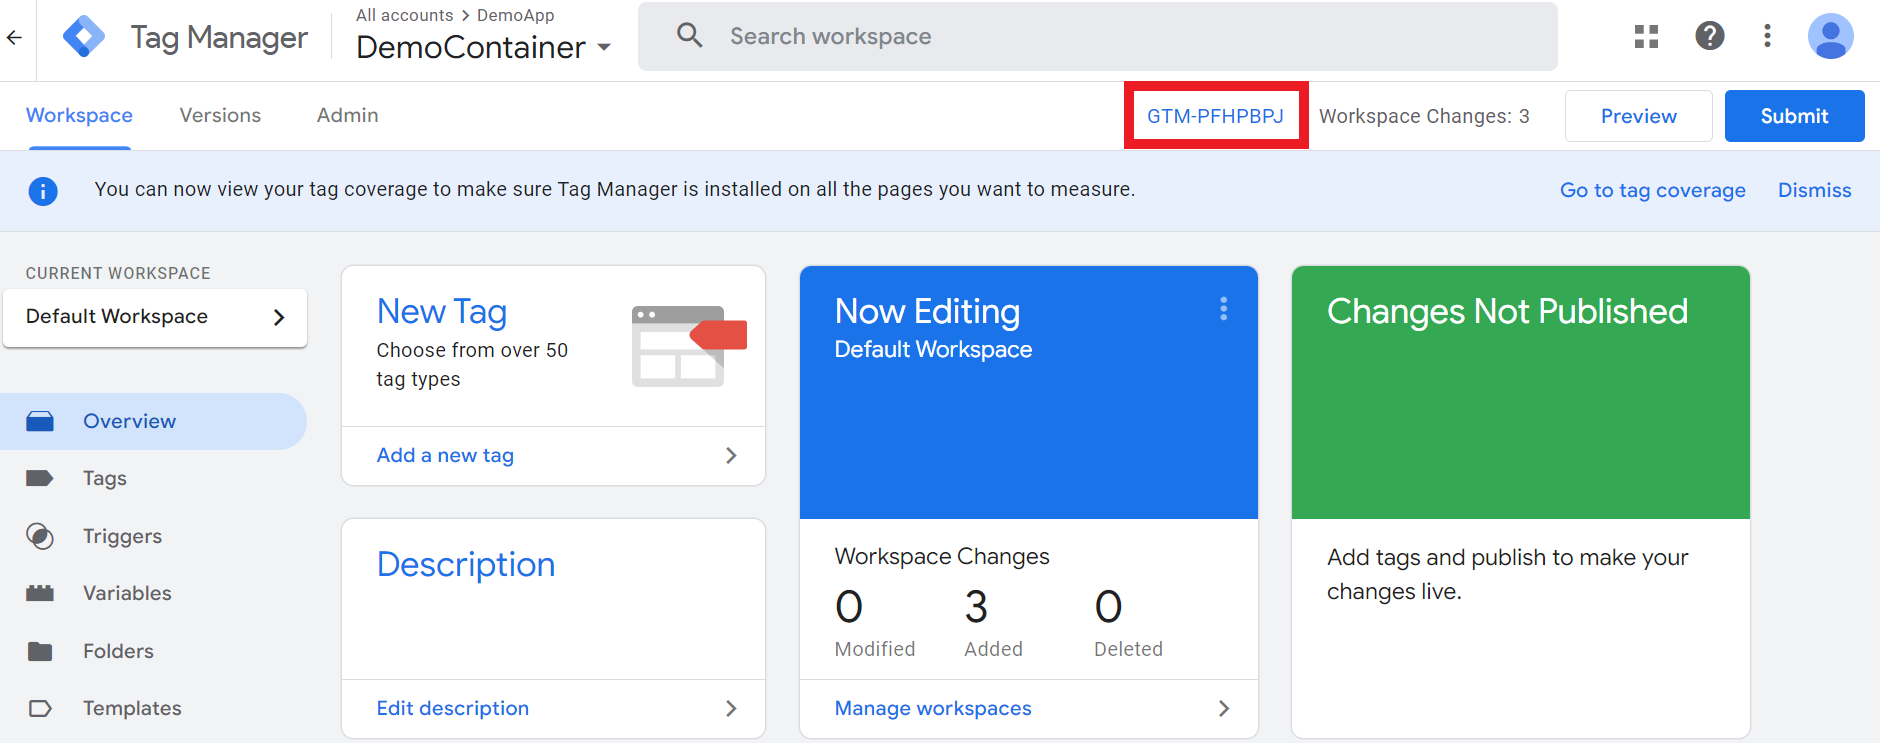 Tag Manager
All accounts > DemoApp
DemoContainer
Search workspace
Workspace
Versions
Admin
GTM-PFHPBPJ
Workspace Changes: 3
Preview
Submit
You can now view your tag coverage to make sure Tag Manager is installed on all the pages you want to measure.
Go to tag coverage
Dismiss
CURRENT WORKSPACE
Default Workspace
Overview
Tags
Triggers
Variables
Folders
Templates
New Tag
Choose from over 50
tag types
Add a new tag
Description
Edit description
Now Editing
Default Workspace
Workspace Changes
0
Modified
3
Added
0
Deleted
Manage workspaces
Changes Not Published
Add tags and publish to make your
changes live.